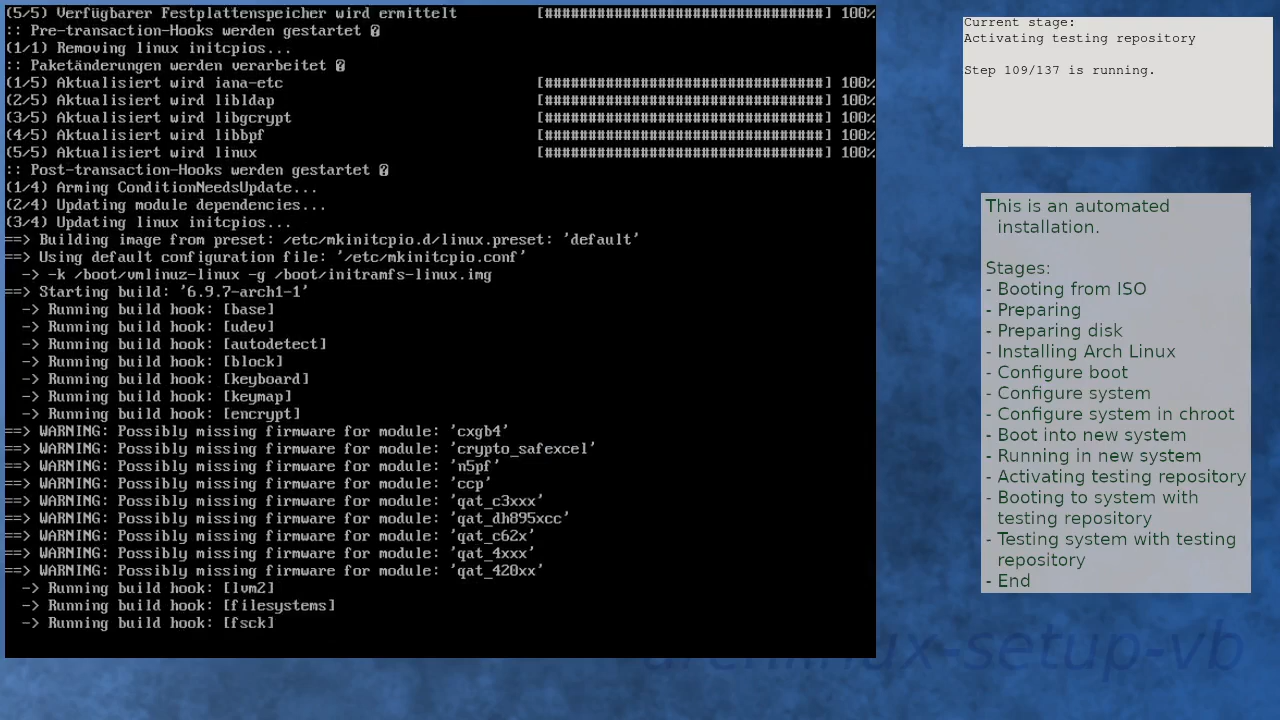 (5/5) Verfügbarer Festplattenspeicher wird ermittelt [################################] 100%
:: Pre-transaction-Hooks werden gestartet �
(1/1) Removing linux initcpios...
:: Paketänderungen werden verarbeitet �
(1/5) Aktualisiert wird iana-etc [################################] 100%
(2/5) Aktualisiert wird libldap [################################] 100%
(3/5) Aktualisiert wird libgcrypt [################################] 100%
(4/5) Aktualisiert wird libbpf [################################] 100%
(5/5) Aktualisiert wird linux [################################] 100%
:: Post-transaction-Hooks werden gestartet �
(1/4) Arming ConditionNeedsUpdate...
(2/4) Updating module dependencies...
(3/4) Updating linux initcpios...
==> Building image from preset: /etc/mkinitcpio.d/linux.preset: 'default'
==> Using default configuration file: '/etc/mkinitcpio.conf'
-> -k /boot/vmlinuz-linux -g /boot/initramfs-linux.img
==> Starting build: '6.9.7-arch1-1'
-> Running build hook: [base]
-> Running build hook: [udev]
-> Running build hook: [autodetect]
-> Running build hook: [block]
-> Running build hook: [keyboard]
-> Running build hook: [keymap]
-> Running build hook: [encrypt]
==> WARNING: Possibly missing firmware for module: 'cxgb4'
==> WARNING: Possibly missing firmware for module: 'crypto_safexcel'
==> WARNING: Possibly missing firmware for module: 'n5pf'
==> WARNING: Possibly missing firmware for module: 'ccp'
==> WARNING: Possibly missing firmware for module: 'qat_c3xxx'
==> WARNING: Possibly missing firmware for module: 'qat_dh895xcc'
==> WARNING: Possibly missing firmware for module: 'qat_c62x'
==> WARNING: Possibly missing firmware for module: 'qat_4xxx'
==> WARNING: Possibly missing firmware for module: 'qat_420xx'
-> Running build hook: [lvm2]
-> Running build hook: [filesystems]
-> Running build hook: [fsck]
Current stage:
Activating testing repository
Step 109/137 is running.
This is an automated
installation.
Stages:
- Booting from ISO
- Preparing
- Preparing disk
- Installing Arch Linux
- Configure boot
- Configure system
- Configure system in chroot
- Boot into new system
- Running in new system
- Activating testing repository
- Booting to system with
testing repository
- Testing system with testing
repository
- End
archlinux-setup-vb